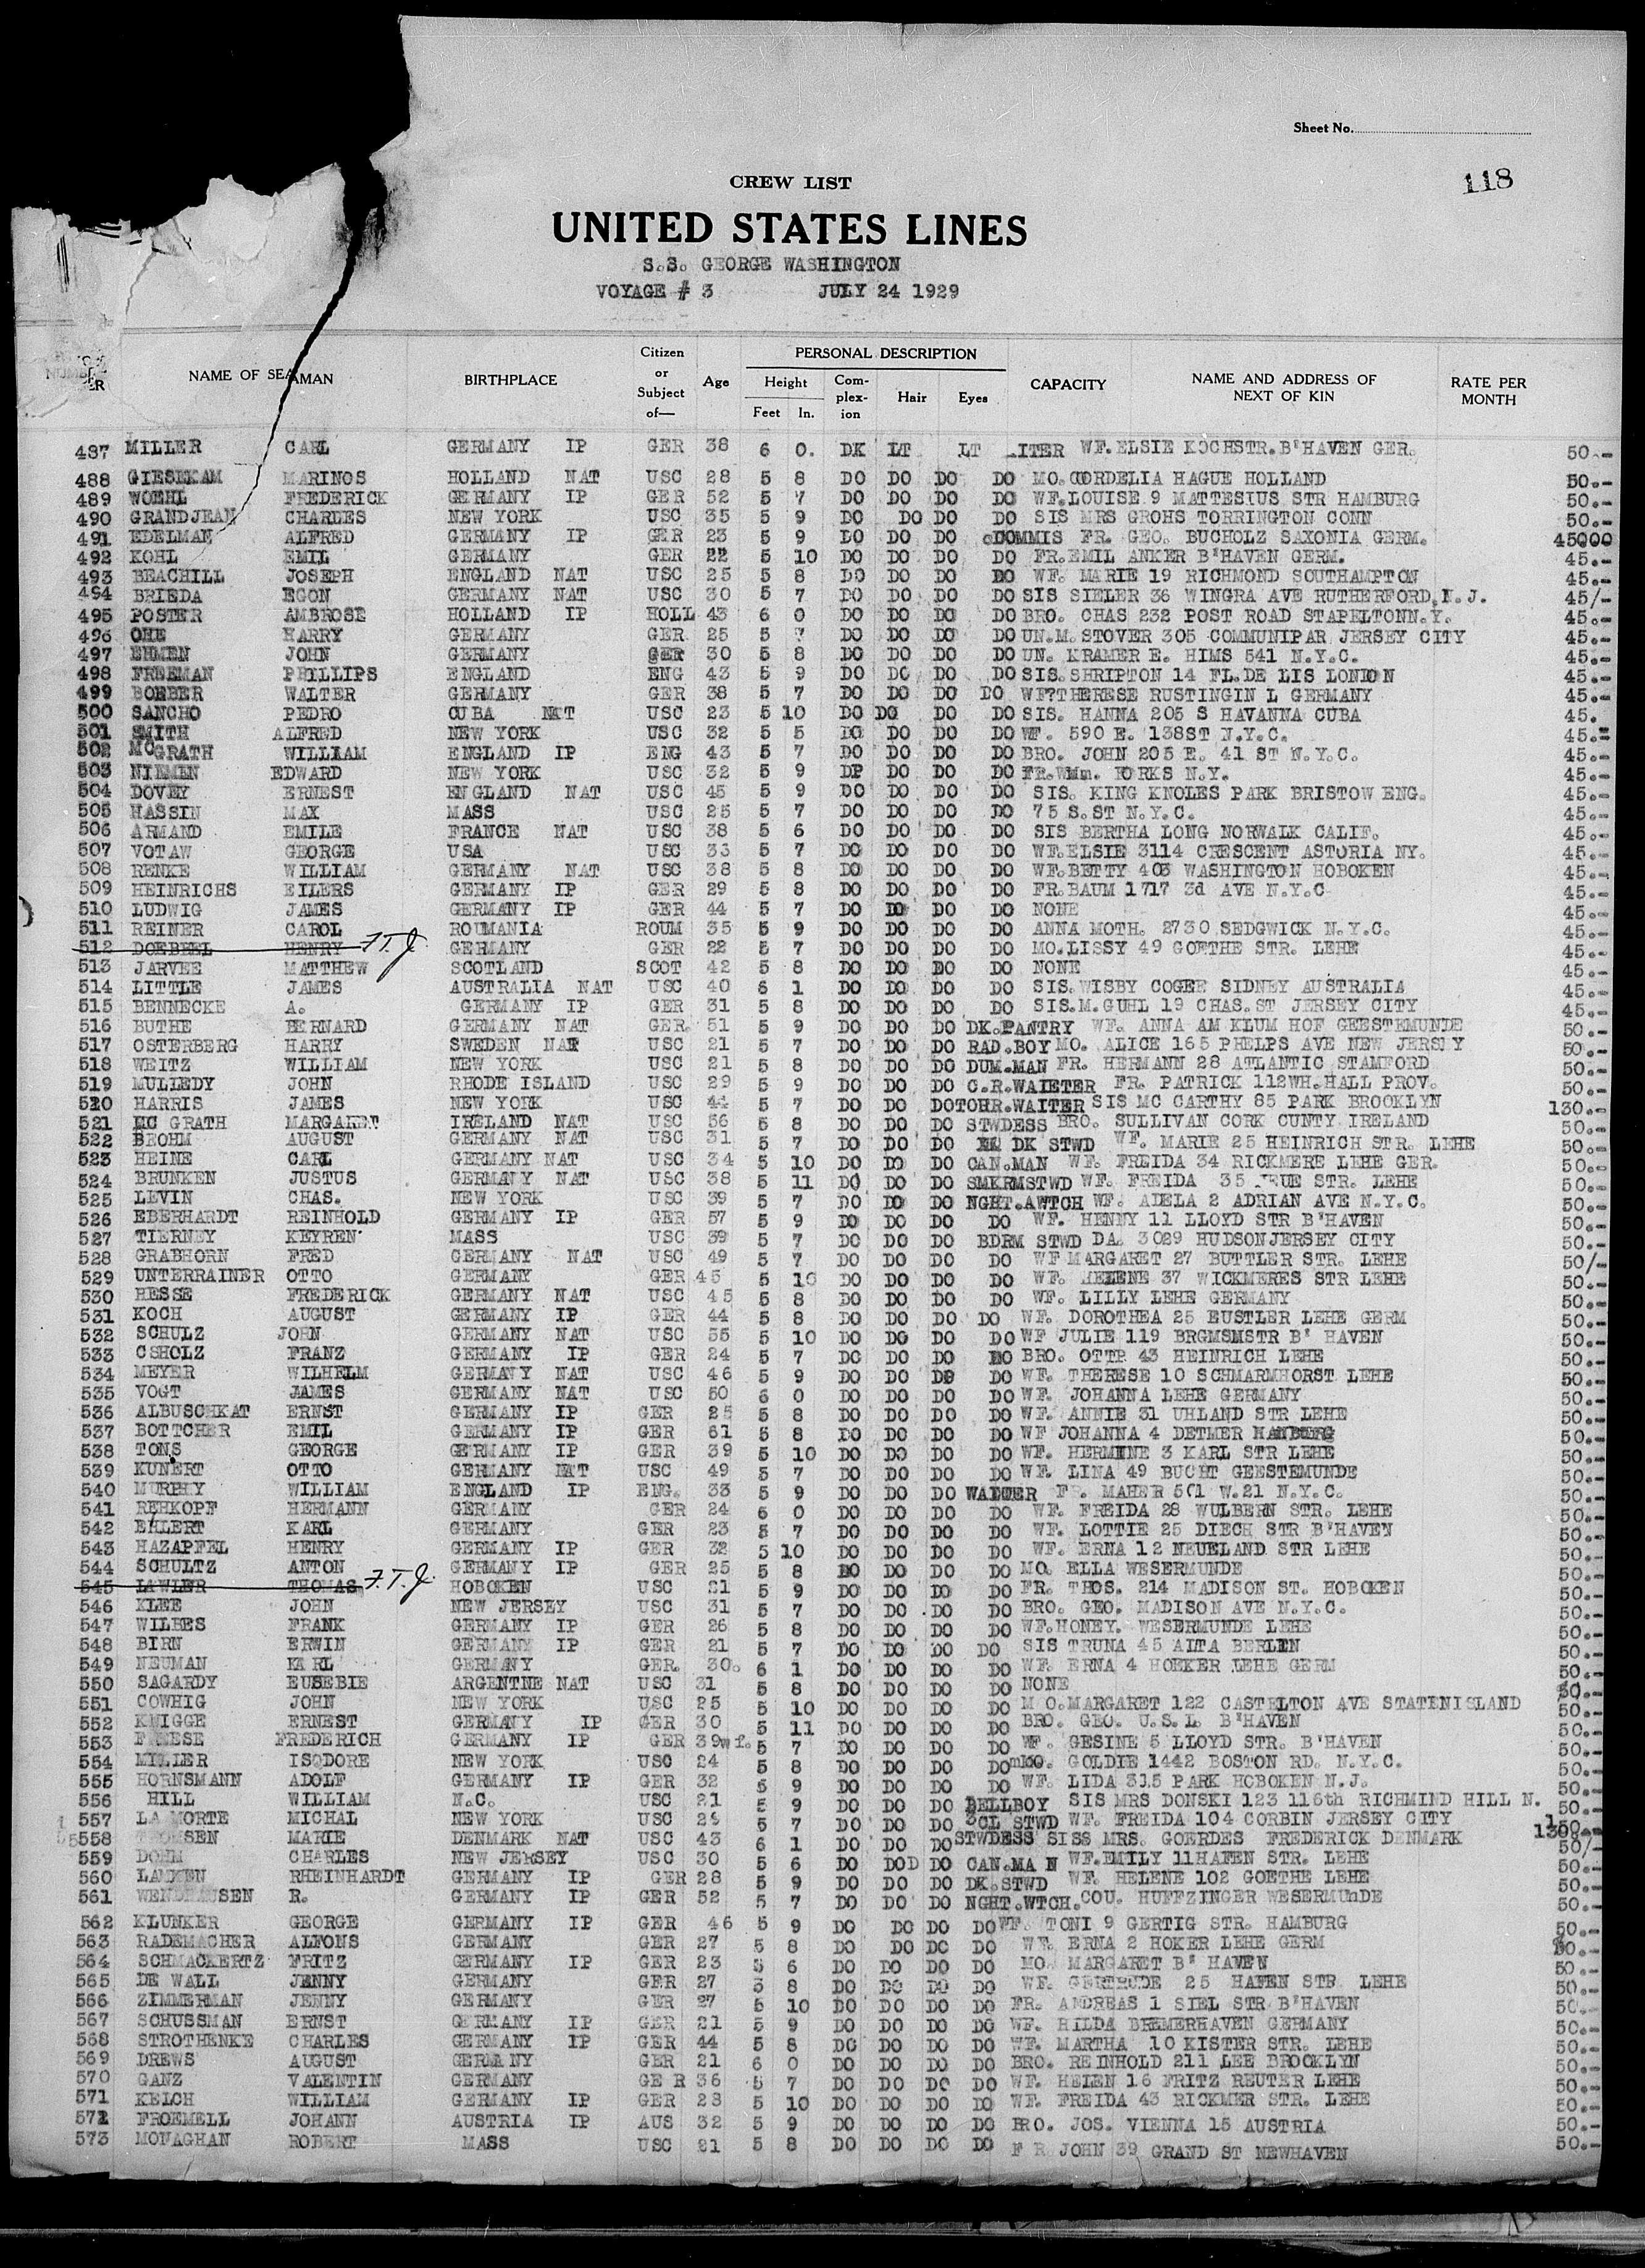 Sheet No.
118
CREW LIST
UNITED STATES LINES
S.S. GEORGE WASHINGTON
VOYAGE # 3 JULY 24 1929
NAME OF SEAMAN BIRTHPLACE Citizen or Subject of— Age PERSONAL DESCRIPTION Height Feet In. Com-plex-ion Hair Eyes CAPACITY NAME AND ADDRESS OF NEXT OF KIN RATE PER MONTH
487 MILLER CARL GERMANY IP GER 38 6 0. DK LT LT ITER WF.ELSIE KOCHSTR.B'HAVEN GER. 50.-
488 GIESEKAM MARINOS HOLLAND NAT USC 28 5 8 DO DO DO DO MO.CORDELIA HAGUE HOLLAND 50.-
489 WOEHL FREDERICK GERMANY IP GER 52 5 7 DO DO DO DO WF.LOUISE 9 MATTESIUS STR HAMBURG 50.-
490 GRANDJEAN CHARLES NEW YORK USC 35 5 9 DO DO DO DO SIS MRS GROHS TORRINGTON CONN 50.-
491 EDELMAN ALFRED GERMANY IP GER 23 5 9 DO DO DO COMMIS FR. GEO. BUCHOLZ SAXONIA GERM. 45000
492 KOHL EMIL GERMANY GER 22 5 10 DO DO DO DO FR.EMIL ANKER B'HAVEN GERM. 45.-
493 BEACHILL JOSEPH ENGLAND NAT USC 25 5 8 DO DO DO DO WF. MARIE 19 RICHMOND SOUTHAMPTON 45.-
494 BRIEDA EGON GERMANY NAT USC 30 5 7 DO DO DO DO SIS SIELER 36 WINGRA AVE RUTHERFORD.N.J. 45/-
495 POSTER AMBROSE HOLLAND IP HOLL 43 6 0 DO DO DO DO BRO. CHAS 232 POST ROAD STAPELTONN.Y. 45.-
496 OHE HARRY GERMANY GER 25 5 7 DO DO DO DO UN.M.STOVER 305 COMMUNIPAR JERSEY CITY 45.-
497 EHMEN JOHN GERMANY GER 30 5 8 DO DO DO DO UN. KRAMER E. HIMS 541 N.Y.C. 45.-
498 FREEMAN PHILLIPS ENGLAND ENG 43 5 9 DO DO DO DO SIS.SHRIPTON 14 FL.DE LIS LONDON 45.-
499 BOEBER WALTER GERMANY GER 38 5 7 DO DO DO DO WF?THERESE RUSTINGIN L GERMANY 45.-
500 SANCHO PEDRO CUBA NAT USC 23 5 10 DO DO DO DO SIS. HANNA 205 S HAVANNA CUBA 45.
501 SMITH ALFRED NEW YORK USC 32 5 5 DO DO DO DO WF. 590 E. 138ST N.Y.C. 45.-
502 MCGRATH WILLIAM ENGLAND IP ENG 43 5 7 DO DO DO DO BRO. JOHN 205 E. 41 ST N.Y.C. 45.-
503 NIEMEN EDWARD NEW YORK USC 32 5 9 DP DO DO DO FR.WMm. YORKS N.Y. 45.-
504 DOVEY ERNEST ENGLAND NAT USC 45 5 9 DO DO DO DO SIS. KING KNOLES PARK BRISTOW ENG. 45.-
505 HASSIN MAX MASS USC 25 5 7 DO DO DO DO 75 S.ST N.Y.C. 45.-
506 ARMAND EMILE FRANCE NAT USC 38 5 6 DO DO DO DO SIS BERTHA LONG NORWALK CALIF. 45.-
507 VOTAW GEORGE USA USC 33 5 7 DO DO DO DO WF.ELSIE 3114 CRESCENT ASTORIA NY. 45.-
508 RENKE WILLIAM GERMANY NAT USC 38 5 8 DO DO DO DO WF.BETTY 403 WASHINGTON HOBOKEN 45.-
509 HEINRICHS EILERS GERMANY IP GER 29 5 8 DO DO DO DO FR.BAUM 1717 3d AVE N.Y.C 45.-
510 LUDWIG JAMES GERMANY IP GER 44 5 7 DO DO DO DO NONE 45.-
511 REINER CAROL ROUMANIA ROUM 35 5 9 DO DO DO DO ANNA MOTH. 2730 SEDGWICK N.Y.C. 45.-
512 DOEBBEL HENRY F.T.J. GERMANY GER 22 5 7 DO DO DO DO MO.LISSY 49 GOETHE STR. LEHE 45.-
513 JARVEE MATTHEW SCOTLAND SCOT 42 5 8 DO DO DO DO NONE 45.-
514 LITTLE JAMES AUSTRALIA NAT USC 40 6 1 DO DO DO DO SIS.WISBY COGEE SIDNEY AUSTRALIA 45.-
515 BENNECKE A. GERMANY IP GER 31 5 8 DO DO DO DO SIS.M.GUHL 19 CHAS.ST JERSEY CITY 45.-
516 BUTHE BERNARD GERMANY NAT GER. 51 5 9 DO DO DO DK.PANTRY WF. ANNA AM KLUM HOF GEESTEMUNDE 50.-
517 OSTERBERG HARRY SWEDEN NAT USC 21 5 7 DO DO DO RAD.BOY MO. ALICE 165 PHELPS AVE NEW JERSEY 50.-
518 WEITZ WILLIAM NEW YORK USC 21 5 8 DO DO DO DUM.MAN FR. HERMANN 28 ATLANTIC STAMFORD 50.-
519 MULLEDY JOHN RHODE ISLAND USC 29 5 9 DO DO DO C.R.WAIETER FR. PATRICK 112WH.HALL PROV. 50.-
520 HARRIS JAMES NEW YORK USC 44 5 7 DO DO DO TOHR.WAITER SIS MC CARTHY 85 PARK BROOKLYN 130.-
521 MC GRATH MARGARET IRELAND NAT USC 36 5 8 DO DO DO STWDESS BRO. SULLIVAN CORK CUNTY IRELAND 50.-
522 BEOHM AUGUST GERMANY NAT USC 31 5 7 DO DO DO DK STWD WF. MARIE 25 HEINRICH STR. LEHE 50.-
523 HEINE CARL GERMANY NAT USC 34 5 10 DO DO DO CAN.MAN WF. FREIDA 34 RICKMERE LEHE GER. 50.-
524 BRUNKEN JUSTUS GERMANY NAT USC 38 5 11 DO DO DO SMKRMSTWD WF. FREIDA 35 RUE STR. LEHE 50.-
525 LEVIN CHAS. NEW YORK USC 39 5 7 DO DO DO NGHT.AWTCH WF. ADELA 2 ADRIAN AVE N.Y.C. 50.-
526 EBERHARDT REINHOLD GERMANY IP GER 57 5 9 DO DO DO DO WF. HENNY 11 LLOYD STR B'HAVEN 50.-
527 TIERNEY KEYREN MASS USC 39 5 7 DO DO DO BDRM STWD DA. 3029 HUDSONJERSEY CITY 50.-
528 GRABHORN FRED GERMANY NAT USC 49 5 7 DO DO DO DO WF MARGARET 27 BUTTLER STR. LEHE 50/-
529 UNTERRAINER OTTO GERMANY GER 45 5 10 DO DO DO DO WF. HELENE 37 WICKMERES STR LEHE 50.-
530 HESSE FREDERICK GERMANY NAT USC 45 5 8 DO DO DO DO WF. LILLY LEHE GERMANY 50.-
531 KOCH AUGUST GERMANY IP GER 44 5 8 DO DO DO DO WF. DOROTHEA 25 EUSTLER LEHE GERM 50.-
532 SCHULZ JOHN GERMANY NAT USC 55 5 10 DO DO DO DO WF JULIE 119 BRGMSMSTR B' HAVEN 50.-
533 CSHOLZ FRANZ GERMANY IP GER 24 5 7 DO DO DO DO BRO. OTTP 43 HEINRICH LEHE 50.-
534 MEYER WILHELM GERMANY NAT USC 46 5 9 DO DO DO DO WF. THERESE 10 SCHMARMHORST LEHE 50.-
535 VOGT JAMES GERMANY NAT USC 50 6 0 DO DO DO DO WF. JOHANNA LEHE GERMANY 50.-
536 ALBUSCHKAT ERNST GERMANY IP GER 25 5 8 DO DO DO DO WF. ANNIE 31 UHLAND STR LEHE 50.-
537 BOTTCHER EMIL GERMANY IP GER 61 5 8 DO DO DO DO WF JOHANNA 4 DETMER HAMBURG 50.-
538 TONS GEORGE GERMANY IP GER 39 5 10 DO DO DO DO WF. HERMINE 3 KARL STR LEHE 50.-
539 KUNERT OTTO GERMANY NAT USC 49 5 7 DO DO DO DO WF. LINA 49 BUCHT GEESTEMUNDE 50.-
540 MURPHY WILLIAM ENGLAND IP ENG. 33 5 9 DO DO DO WAITER FR. MAHER 501 W.21 N.Y.C. 50.-
541 REHKOPF HERMANN GERMANY GER 24 6 0 DO DO DO DO WF. FREIDA 28 WULBERN STR. LEHE 50.-
542 EHLERT KARL GERMANY GER 23 5 7 DO DO DO DO WF. LOTTIE 25 DIECH STR B'HAVEN 50.-
543 HAZAPFEL HENRY GERMANY IP GER 32 5 10 DO DO DO DO WF. ERNA 12 NEUELAND STR LEHE 50.-
544 SCHULTZ ANTON GERMANY IP GER 25 5 8 DO DO DO DO MO. ELLA WESERMUNDE 50.-
545 LAWLER THOMAS F.T.J. HOBOKEN USC 21 5 9 DO DO DO DO FR. THOS. 214 MADISON ST. HOBOKEN 50.-
546 KLEE JOHN NEW JERSEY USC 31 5 7 DO DO DO DO BRO. GEO. MADISON AVE N.Y.C. 50.-
547 WILBES FRANK GERMANY IP GER 26 5 8 DO DO DO DO WF.HONEY. WESERMUNDE LEHE 50.-
548 BIRN ERWIN GERMANY IP GER 21 5 7 DO DO DO DO SIS TRUNA 45 AITA BERLIN 50.-
549 NEUMAN KARL GERMANY GER. 30. 6 1 DO DO DO DO WF. ERNA 4 HOEKER LEHE GERM 50.-
550 SAGARDY EUSEBIE ARGENTNE NAT USC 31 5 8 DO DO DO DO NONE 50.-
551 COWHIG JOHN NEW YORK USC 25 5 10 DO DO DO DO MO.MARGARET 122 CASTELTON AVE STATENISLAND 50.-
552 KNIGGE ERNEST GERMANY IP GER 30 5 11 DO DO DO DO BRO. GEO. U.S.L. B'HAVEN 50.-
553 FREDERICH GERMANY IP GER 39wf. 5 7 DO DO DO DO WF. GESINE 5 LLOYD STR. B'HAVEN 50.-
554 MILLER ISODORE NEW YORK USC 24 5 8 DO DO DO DO mMO. GOLDIE 1442 BOSTON RD. N.Y.C. 50.-
555 HORNSMANN ADOLF GERMANY IP GER 32 5 9 DO DO DO DO WF. LIDA 315 PARK HOBOKEN N.J. 50.-
556 HILL WILLIAM N.C. USC 21 5 9 DO DO DO BELLBOY SIS MRS DONSKI 123 116th RICHMIND HILL N. 50.-
557 LA MORTE MICHAL NEW YORK USC 29 5 7 DO DO DO 3CL STWD WF. FREIDA 104 CORBIN JERSEY CITY 150.-
558 THOMSEN MARIE DENMARK NAT USC 43 6 1 DO DO DO STWDESS SISS MRS. GOERDES FREDERICK DENMARK 50/-
559 DOHM CHARLES NEW JERSEY USC 30 5 6 DO DOD DO CAN.MA N WF.EMILY 11HAFEN STR. LEHE 50.-
560 LAMKEN RHEINHARDT GERMANY IP GER 28 5 9 DO DO DO DK.STWD WF. HELENE 102 GOETHE LEHE 50.-
561 R. GERMANY IP GER 52 5 7 DO DO DO NGHT.WTCH. COU. HUFFZINGER WESERMUnDE 50.-
562 KLUNKER GEORGE GERMANY IP GER 46 5 9 DO DO DO DO WF. TONI 9 GERTIG STR. HAMBURG 50.-
563 RADEMACHER ALFONS GERMANY GER 27 5 8 DO DO DO DO WF. ERNA 2 HOKER LEHE GERM 50.-
564 SCHMACKERTZ FRITZ GERMANY IP GER 23 5 6 DO DO DO DO MO. MARGARET B' HAVEN 50.-
565 DE WALL JENNY GERMANY GER 27 5 8 DO DO DO DO WF. GERTRUDE 25 HAFEN STR LEHE 50.-
566 ZIMMERMAN JENNY GERMANY GER 27 5 10 DO DO DO DO FR. ANDREAS 1 SIEL STR B'HAVEN 50.-
567 SCHUSSMAN ERNST GERMANY IP GER 21 5 9 DO DO DO DO WF. HILDA BREMERHAVEN GERMANY 50.-
568 STROTHENKE CHARLES GERMANY IP GER 44 5 8 DO DO DO DO WF. MARTHA 10 KISTER STR. LEHE 50.-
569 DREWS AUGUST GERMANY GER 21 6 0 DO DO DO DO BRO. REINHOLD 211 LEE BROOKLYN 50.-
570 GANZ VALENTIN GERMANY GE R 36 5 7 DO DO DO DO WF. HELEN 16 FRITZ REUTER LEHE 50.-
571 KELCH WILLIAM GERMANY IP GER 28 5 10 DO DO DO DO WF. FREIDA 43 RICKMER STR. LEHE 50.-
572 FROEMELL JOHANN AUSTRIA IP AUS 32 5 9 DO DO DO DO BRO. JOS. VIENNA 15 AUSTRIA 50.-
573 MONAGHAN ROBERT MASS USC 21 5 8 DO DO DO DO F R JOHN 39 GRAND ST NEWHAVEN 50.-